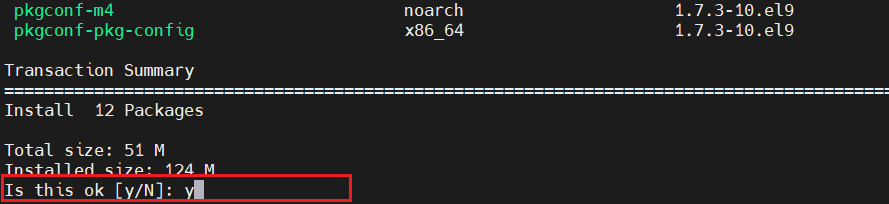 pkgconf-m4 noarch 1.7.3-10.el9
pkgconf-pkg-config x86_64 1.7.3-10.el9
Transaction Summary
================================================================================
Install 12 Packages
Total size: 51 M
Installed size: 124 M
Is this ok [y/N]: y